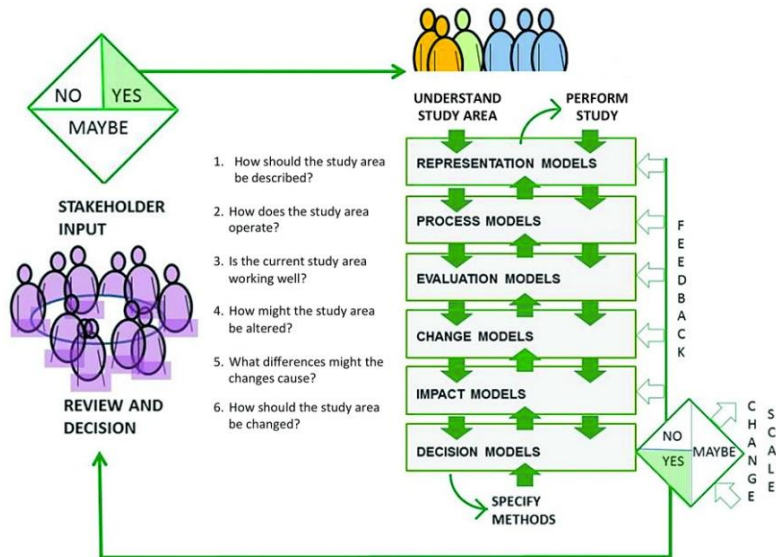 NO YES
MAYBE
STAKEHOLDER
INPUT
REVIEW AND
DECISION
1. How should the study area
be described?
2. How does the study area
operate?
3. Is the current study area
working well?
4. How might the study area
be altered?
5. What differences might the
changes cause?
6. How should the study area
be changed?
UNDERSTAND
STUDY AREA
PERFORM
STUDY
REPRESENTATION MODELS
PROCESS MODELS
EVALUATION MODELS
CHANGE MODELS
IMPACT MODELS
DECISION MODELS
SPECIFY
METHODS
FEEDBACK
NO
YES
MAYBE
CHANGE
SCALE